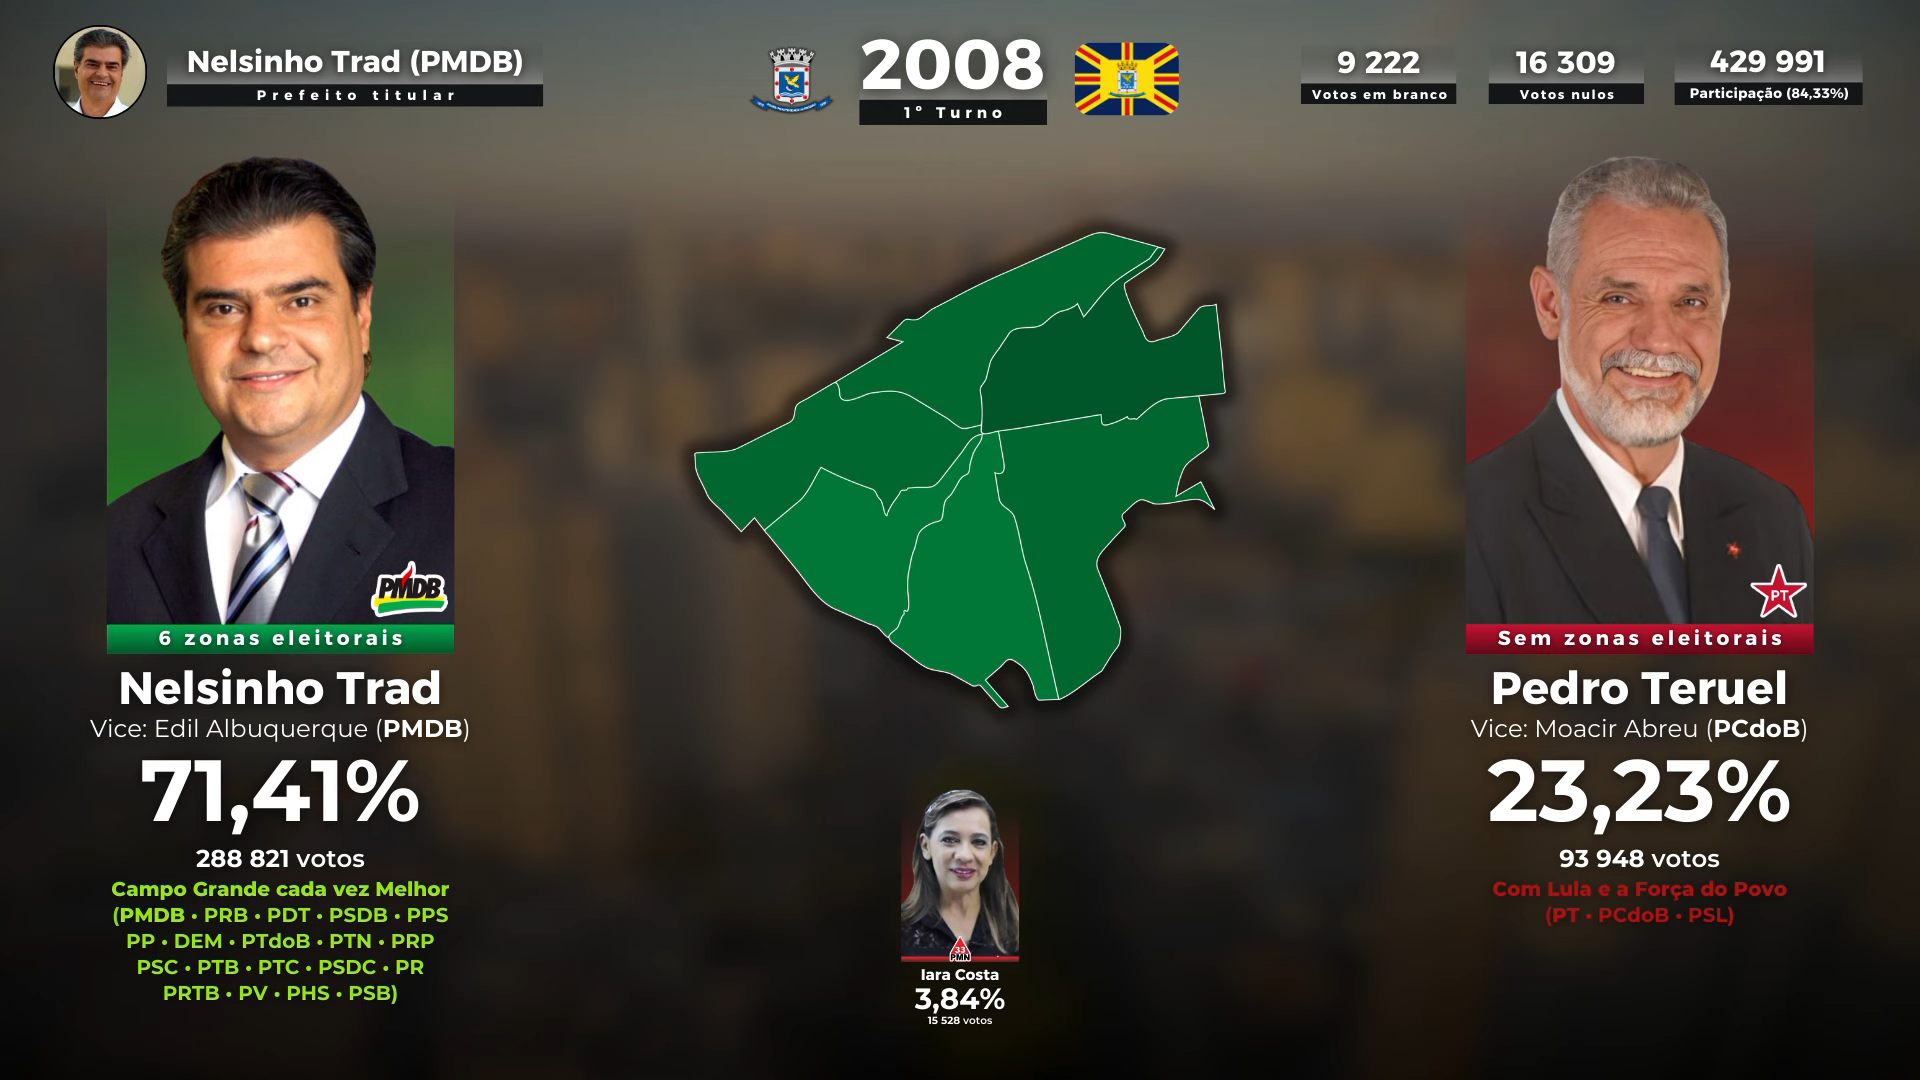 Nelsinho Trad (PMDB)
Prefeito titular
2008
1º Turno
9 222
Votos em branco
16 309
Votos nulos
429 991
Participação (84,33%)
PMDB
6 zonas eleitorais
Nelsinho Trad
Vice: Edil Albuquerque (PMDB)
71,41%
288 821 votos
Campo Grande cada vez Melhor
(PMDB • PRB • PDT • PSDB • PPS
PP • DEM • PTdoB • PTN • PRP
PSC • PTB • PTC • PSDC • PR
PRTB • PV • PHS • PSB)
33
PMN
Iara Costa
3,84%
15 528 votos
PT
Sem zonas eleitorais
Pedro Teruel
Vice: Moacir Abreu (PCdoB)
23,23%
93 948 votos
Com Lula e a Força do Povo
(PT • PCdoB • PSL)